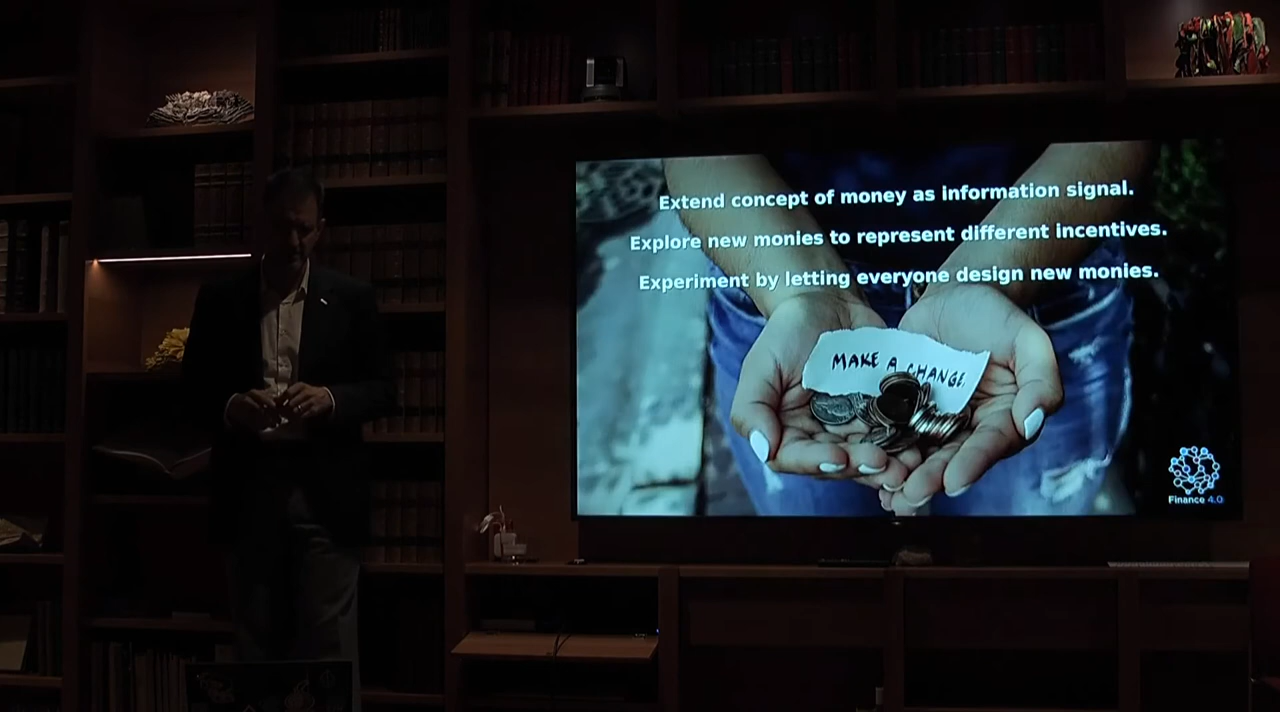 Extend concept of money as information signal.
Explore new monies to represent different incentives.
Experiment by letting everyone design new monies.
MAKE A CHANGE
Finance 4.0